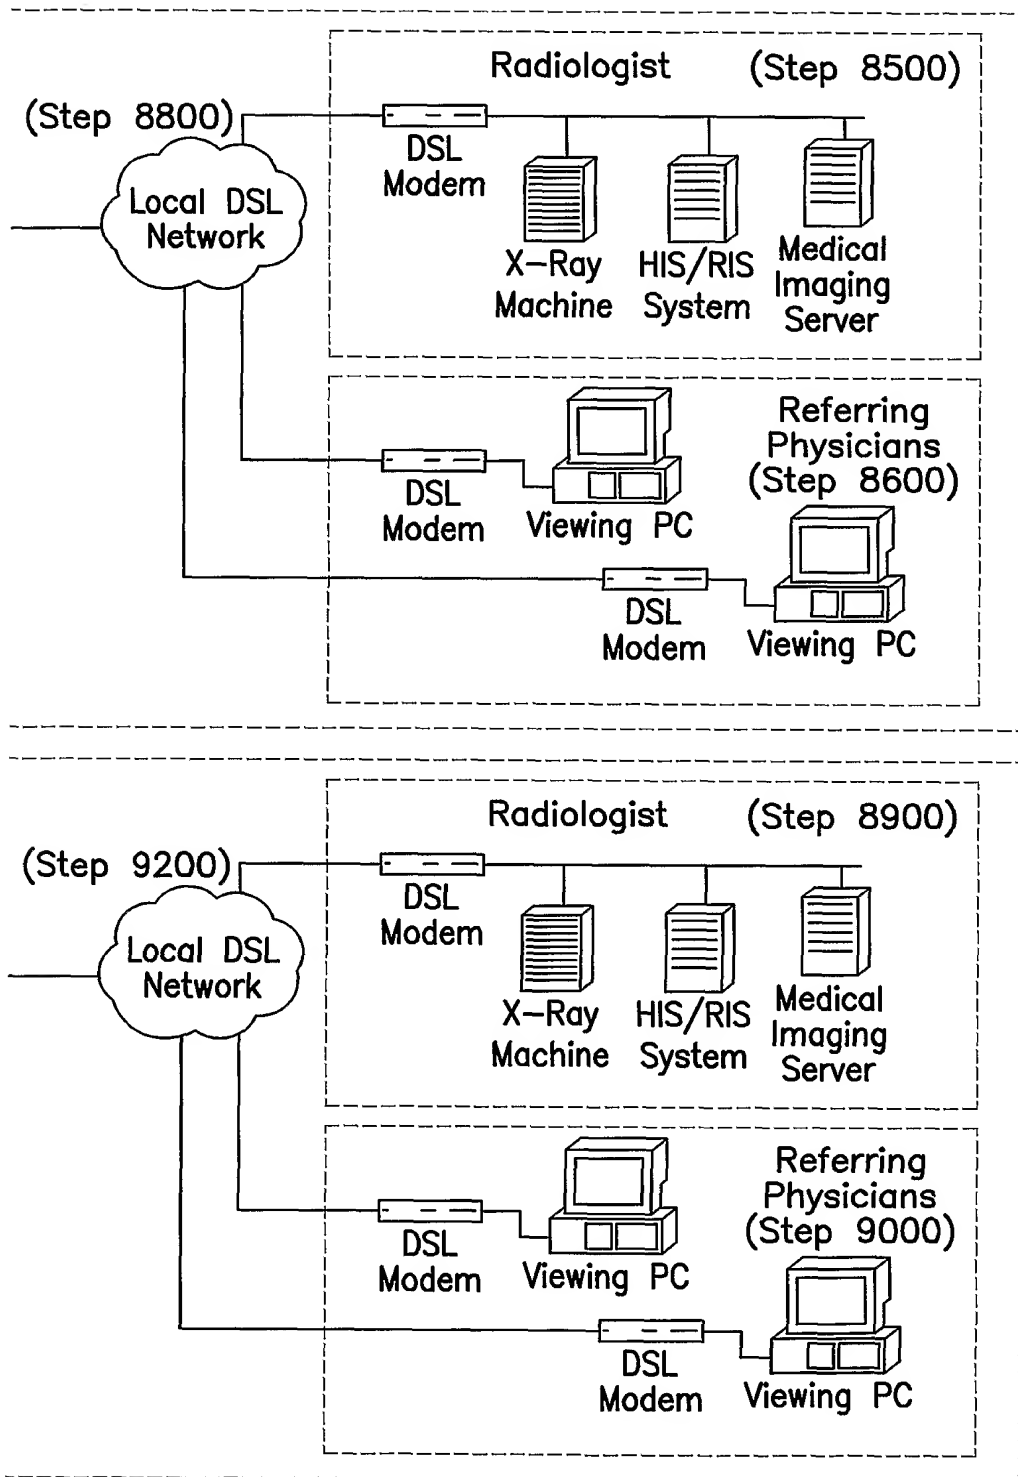 Radiologist (Step 8500)
(Step 8800)
DSL
Modem
Local DSL
Network
X-Ray
Machine
HIS/RIS
System
Medical
Imaging
Server
Referring
Physicians
(Step 8600)
DSL
Modem
Viewing PC
DSL
Modem
Viewing PC
Radiologist (Step 8900)
(Step 9200)
DSL
Modem
Local DSL
Network
X-Ray
Machine
HIS/RIS
System
Medical
Imaging
Server
Referring
Physicians
(Step 9000)
DSL
Modem
Viewing PC
DSL
Modem
Viewing PC